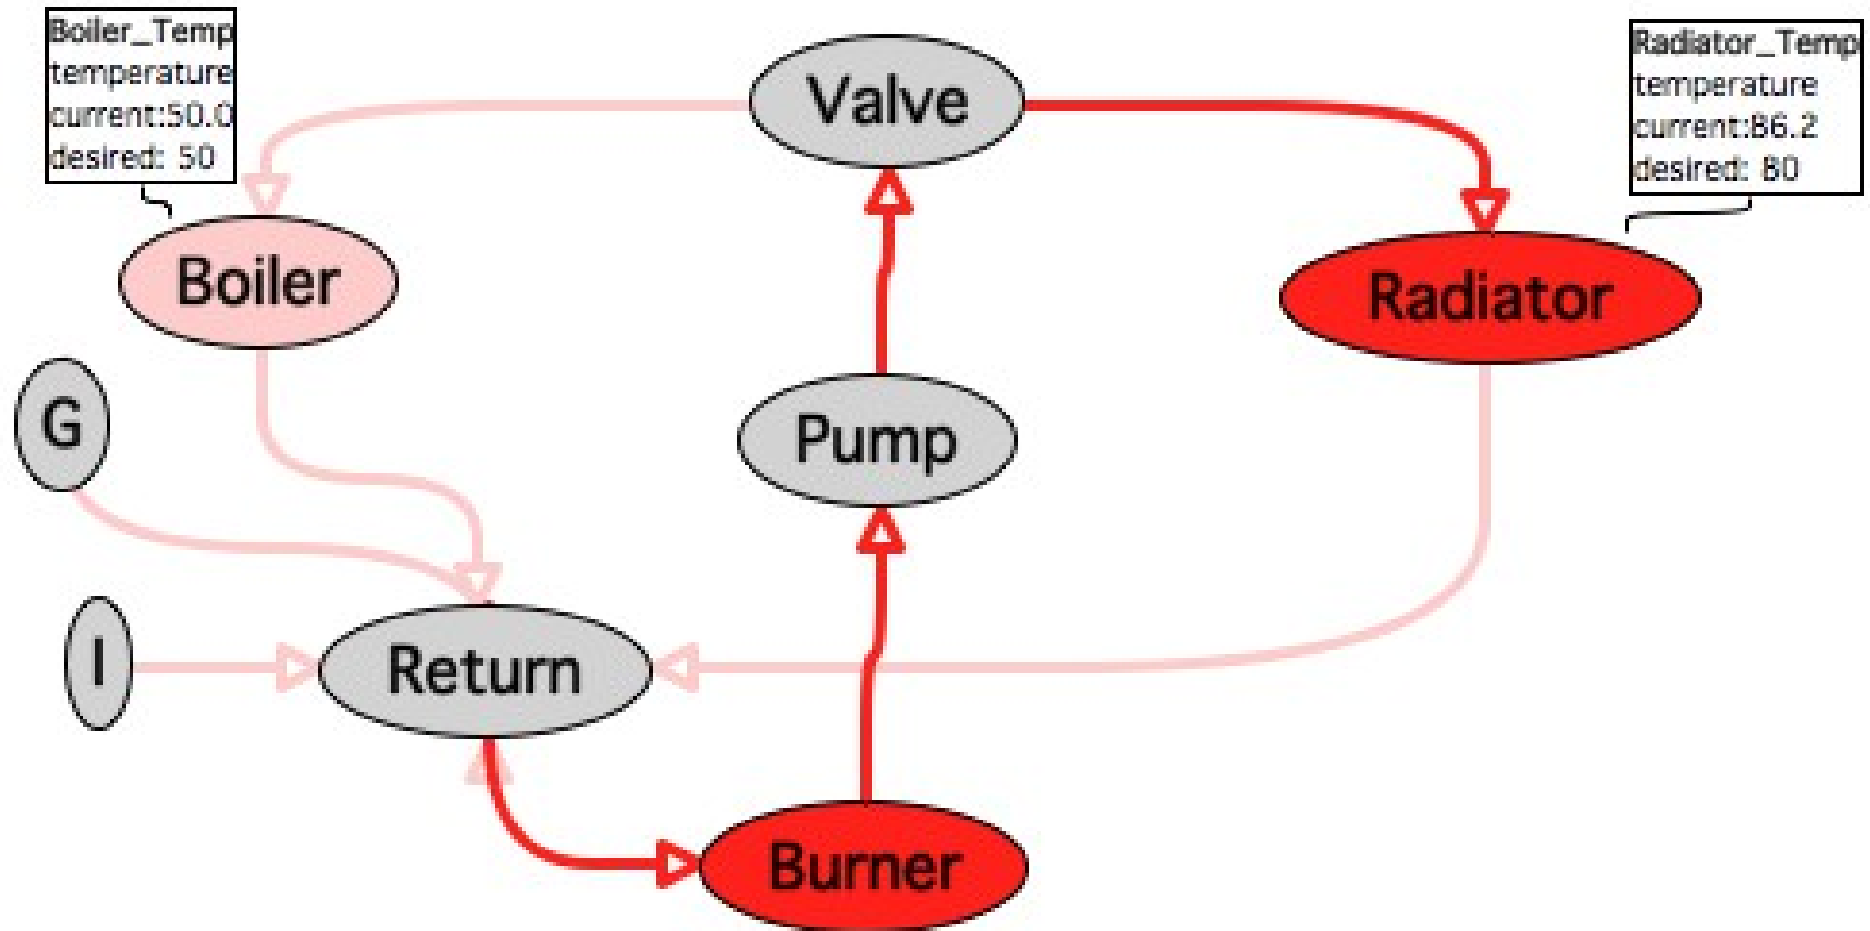 Boiler_Temp
temperature
current:50.0
desired: 50
Valve
Radiator_Temp
temperature
current:86.2
desired: 80
Boiler
Radiator
G
Pump
I
Return
Burner